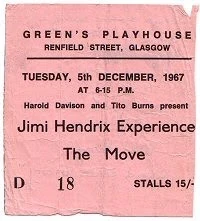 GREEN'S PLAYHOUSE
RENFIELD STREET, GLASGOW
TUESDAY, 5th DECEMBER, 1967
AT 6-15 P.M.
Harold Davison and Tito Burns present
Jimi Hendrix Experience
The Move
D 18 STALLS 15/-